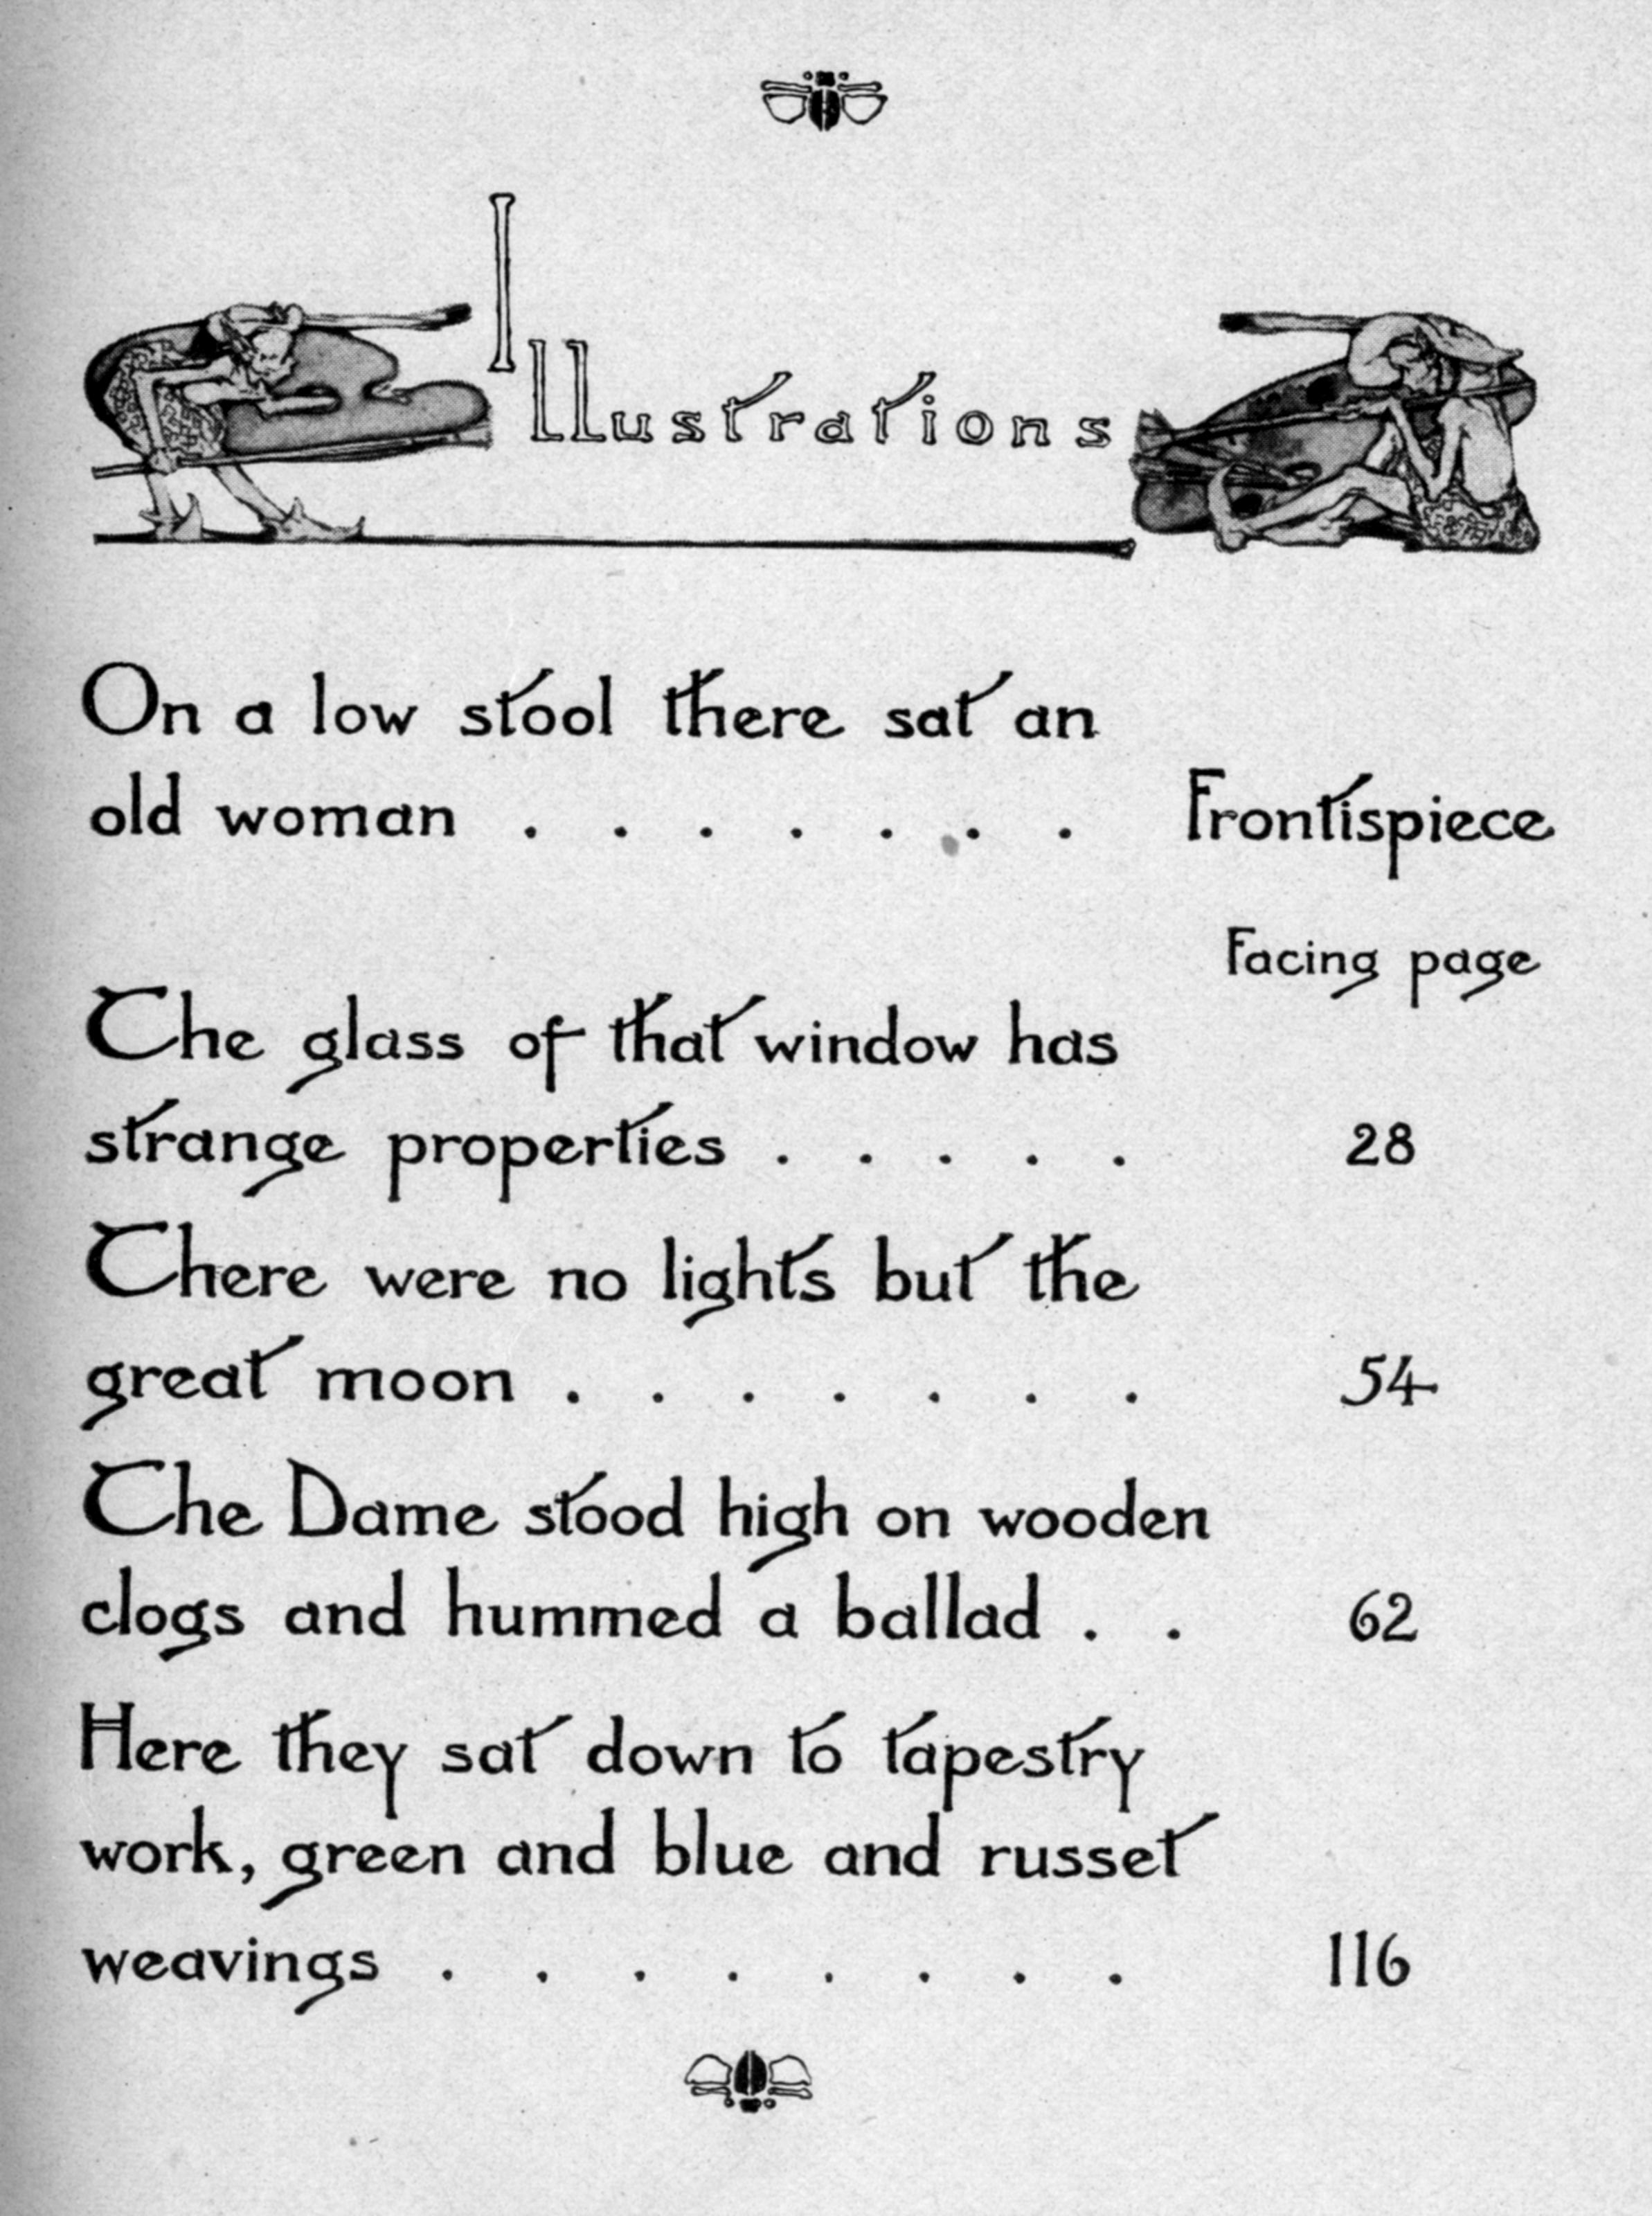 Illustrations
On a low stool there sat an
old woman . . . . . . . Frontispiece
Facing page
The glass of that window has
strange properties . . . . . 28
There were no lights but the
great moon . . . . . . . 54
The Dame stood high on wooden
clogs and hummed a ballad . . 62
Here they sat down to tapestry
work, green and blue and russet
weavings . . . . . . . . 116